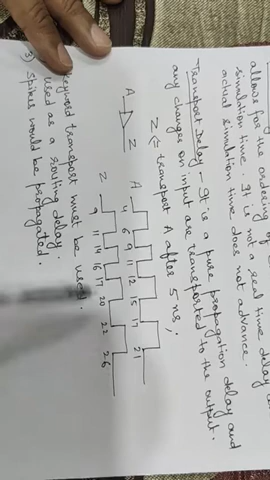 allows for the ordering of
simulation time. It is not a real time delay
actual simulation time does not advance.
Transport Delay - It is a pure propagation delay and
any changes on input are transported to the output.
Z <= transport A after 5 ns;
A
Z
A
4 6 9 11 12 15 17 21
Z
9 11 14 16 17 20 22 26
keyword transport must be used.
used as a routing delay.
3) Spikes would be propagated.